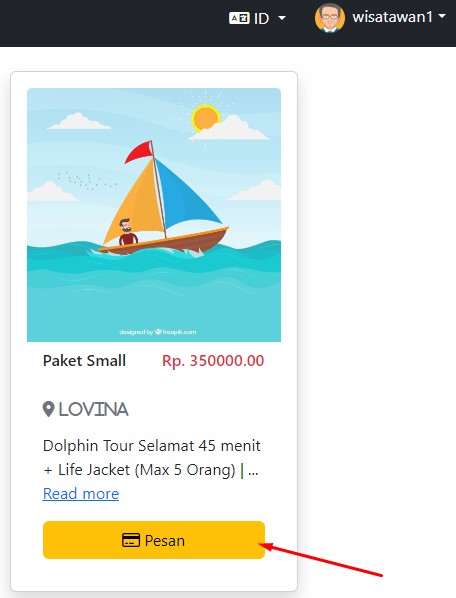 ID
wisatawan1
designed by freepik.com
Paket Small Rp. 350000.00
LOVINA
Dolphin Tour Selamat 45 menit
+ Life Jacket (Max 5 Orang) | ...
Read more
Pesan